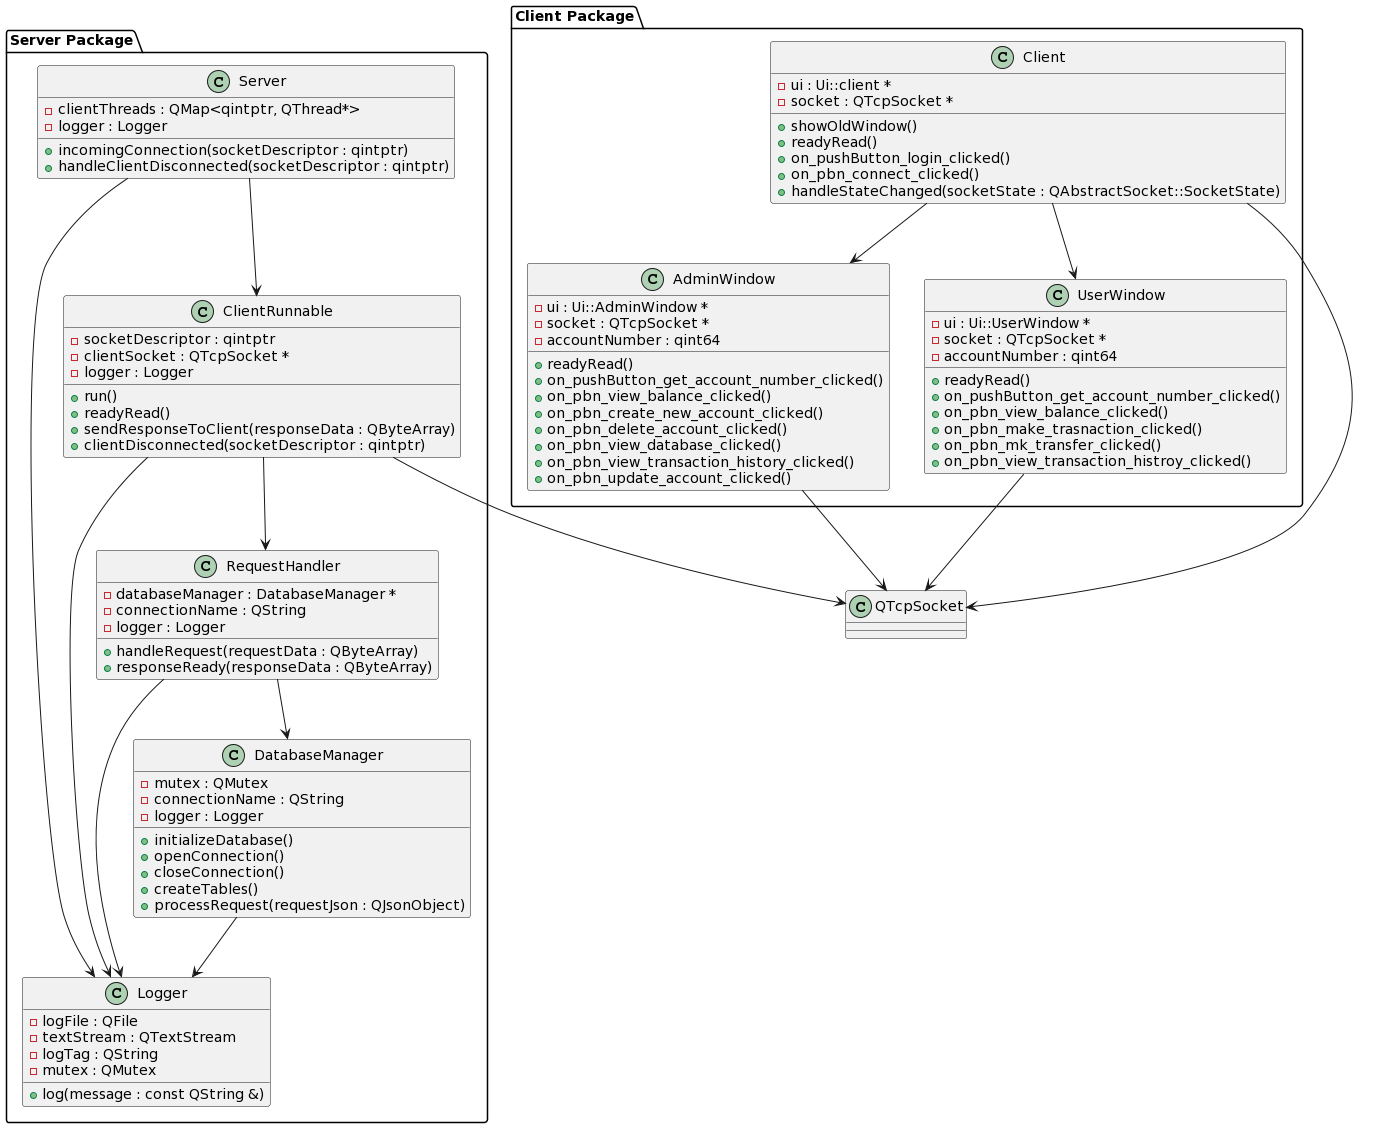 Server Package
C Server
clientThreads : QMap<qintptr, QThread*>
logger : Logger
incomingConnection(socketDescriptor : qintptr)
handleClientDisconnected(socketDescriptor : qintptr)
C ClientRunnable
socketDescriptor : qintptr
clientSocket : QTcpSocket *
logger : Logger
run()
readyRead()
sendResponseToClient(responseData : QByteArray)
clientDisconnected(socketDescriptor : qintptr)
C RequestHandler
databaseManager : DatabaseManager *
connectionName : QString
logger : Logger
handleRequest(requestData : QByteArray)
responseReady(responseData : QByteArray)
C DatabaseManager
mutex : QMutex
connectionName : QString
logger : Logger
initializeDatabase()
openConnection()
closeConnection()
createTables()
processRequest(requestJson : QJsonObject)
C Logger
logFile : QFile
textStream : QTextStream
logTag : QString
mutex : QMutex
log(message : const QString &)
Client Package
C Client
ui : Ui::client *
socket : QTcpSocket *
showOldWindow()
readyRead()
on_pushButton_login_clicked()
on_pbn_connect_clicked()
handleStateChanged(socketState : QAbstractSocket::SocketState)
C AdminWindow
ui : Ui::AdminWindow *
socket : QTcpSocket *
accountNumber : qint64
readyRead()
on_pushButton_get_account_number_clicked()
on_pbn_view_balance_clicked()
on_pbn_create_new_account_clicked()
on_pbn_delete_account_clicked()
on_pbn_view_database_clicked()
on_pbn_view_transaction_history_clicked()
on_pbn_update_account_clicked()
C UserWindow
ui : Ui::UserWindow *
socket : QTcpSocket *
accountNumber : qint64
readyRead()
on_pushButton_get_account_number_clicked()
on_pbn_view_balance_clicked()
on_pbn_make_trasnaction_clicked()
on_pbn_mk_transfer_clicked()
on_pbn_view_transaction_histroy_clicked()
C QTcpSocket